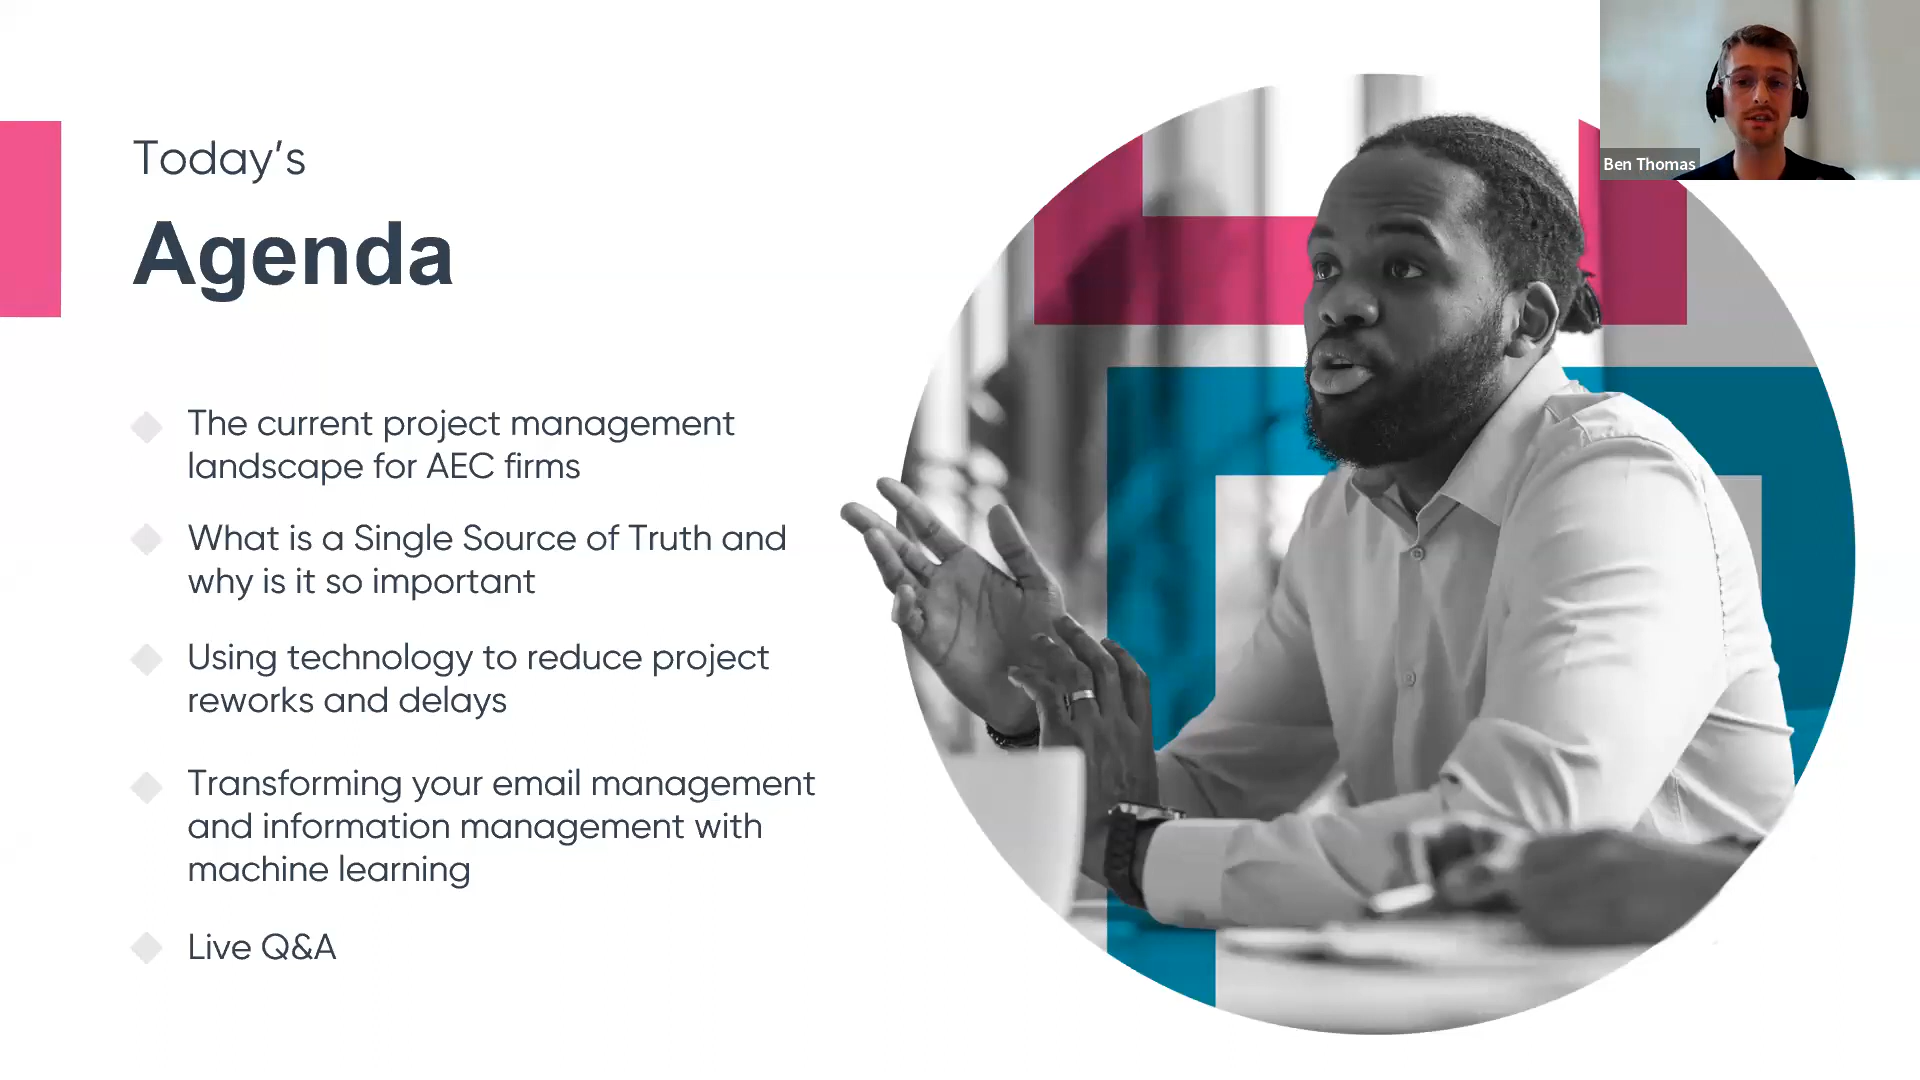 Today’s
Agenda
The current project management
landscape for AEC firms
What is a Single Source of Truth and
why is it so important
Using technology to reduce project
reworks and delays
Transforming your email management
and information management with
machine learning
Live Q&A
Ben Thomas